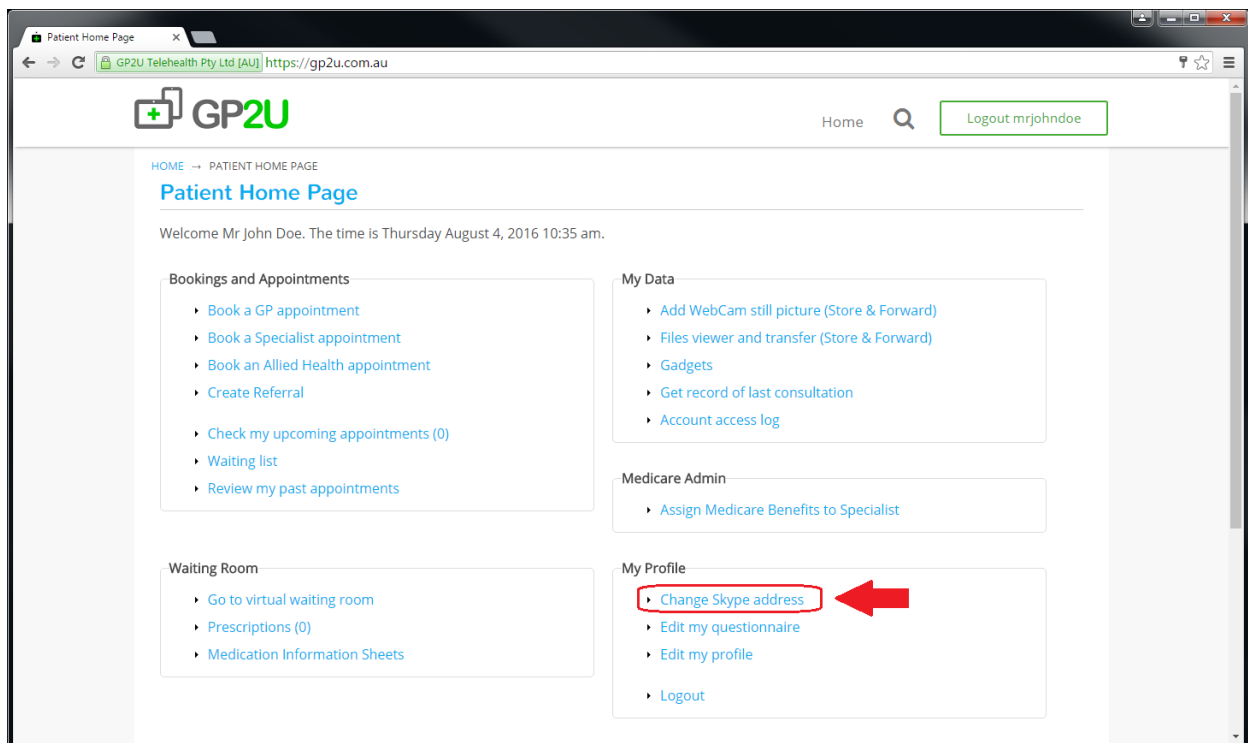 Patient Home Page
GP2U Telehealth Pty Ltd [AU] https://gp2u.com.au
GP2U
Home
Logout mrjohndoe
HOME → PATIENT HOME PAGE
Patient Home Page
Welcome Mr John Doe. The time is Thursday August 4, 2016 10:35 am.
Bookings and Appointments
Book a GP appointment
Book a Specialist appointment
Book an Allied Health appointment
Create Referral
Check my upcoming appointments (0)
Waiting list
Review my past appointments
My Data
Add WebCam still picture (Store & Forward)
Files viewer and transfer (Store & Forward)
Gadgets
Get record of last consultation
Account access log
Medicare Admin
Assign Medicare Benefits to Specialist
Waiting Room
Go to virtual waiting room
Prescriptions (0)
Medication Information Sheets
My Profile
Change Skype address
Edit my questionnaire
Edit my profile
Logout